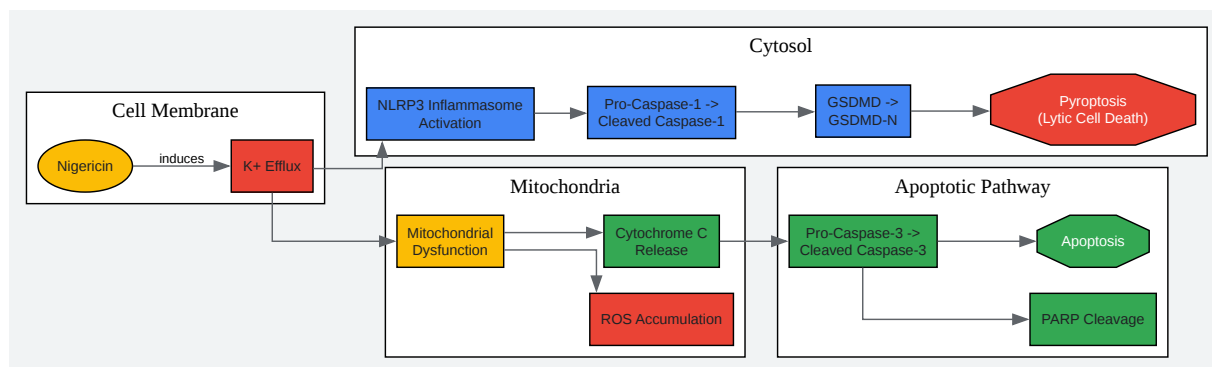 Cytosol
NLRP3 Inflammasome
Activation
Pro-Caspase-1 ->
Cleaved Caspase-1
GSDMD ->
GSDMD-N
Pyroptosis
(Lytic Cell Death)
Cell Membrane
Nigericin
induces
K+ Efflux
Mitochondria
Mitochondrial
Dysfunction
Cytochrome C
Release
ROS Accumulation
Apoptotic Pathway
Pro-Caspase-3 ->
Cleaved Caspase-3
Apoptosis
PARP Cleavage